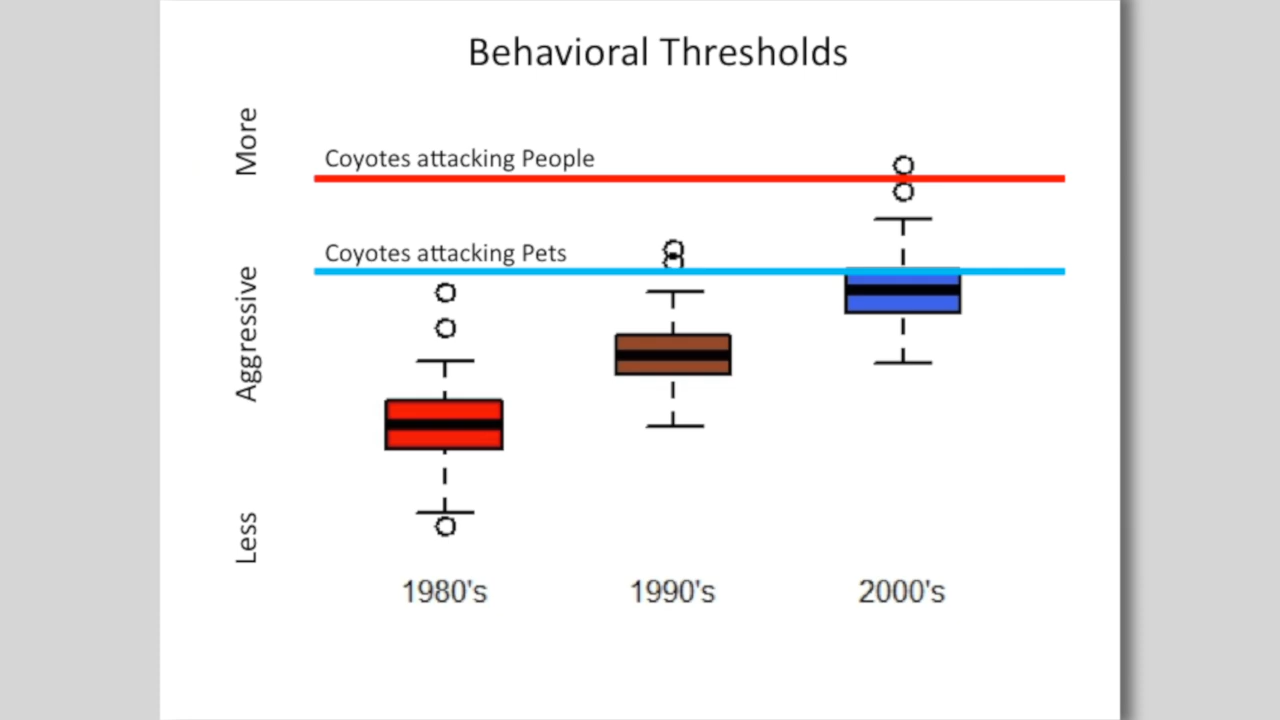 Behavioral Thresholds
More
Coyotes attacking People
Coyotes attacking Pets
Aggressive
Less
1980's
1990's
2000's